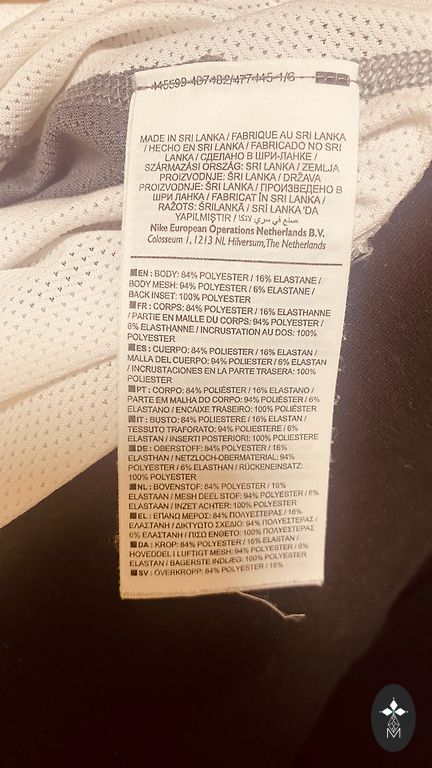 445599-487482/477445-1/6
MADE IN SRI LANKA / FABRIQUE AU SRI LANKA
/ HECHO EN SRI LANKA / FABRICADO NO SRI
LANKA / СДЕЛАНО В ШРИ-ЛАНКЕ /
SZÁRMAZÁSI ORSZÁG: SRI LANKA / ZEMLJA
PROIZVODNJE: ŠRI LANKA / DRŽAVA
PROIZVODNJE: ŠRI LANKA / ПРОИЗВЕДЕНО В
ШРИ ЛАНКА / FABRICAT ÎN SRI LANKA /
RAŽOTS: ŠRILANKĀ / SRİ LANKA 'DA
YAPILMIŞTIR / صنع في سري لانكا
Nike European Operations Netherlands B.V.
Colosseum 1, 1213 NL Hilversum, The Netherlands
EN : BODY: 84% POLYESTER / 16% ELASTANE /
BODY MESH: 94% POLYESTER / 6% ELASTANE /
BACK INSET: 100% POLYESTER
FR : CORPS: 84% POLYESTER / 16% ELASTHANNE
/ PARTIE EN MAILLE DU CORPS: 94% POLYESTER /
6% ELASTHANNE / INCRUSTATION AU DOS: 100%
POLYESTER
ES : CUERPO: 84% POLIESTER / 16% ELASTAN /
MALLA DEL CUERPO: 94% POLIESTER / 6% ELASTAN
/ INCRUSTACIONES EN LA PARTE TRASERA: 100%
POLIESTER
PT : CORPO: 84% POLIÉSTER / 16% ELASTANO /
PARTE EM MALHA DO CORPO: 94% POLIÉSTER / 6%
ELASTANO / ENCAIXE TRASEIRO: 100% POLIÉSTER
IT : BUSTO: 84% POLIESTERE / 16% ELASTAN /
TESSUTO TRAFORATO: 94% POLIESTERE / 6%
ELASTAN / INSERTI POSTERIORI: 100% POLIESTERE
DE : OBERSTOFF: 84% POLYESTER / 16%
ELASTHAN / NETZLOCH-OBERMATERIAL: 94%
POLYESTER / 6% ELASTHAN / RÜCKENEINSATZ:
100% POLYESTER
NL : BOVENSTOF: 84% POLYESTER / 16%
ELASTAAN / MESH DEEL STOF: 94% POLYESTER / 6%
ELASTAAN / INZET ACHTER: 100% POLYESTER
EL : ΕΠΑΝΩ ΜΕΡΟΣ: 84% ΠΟΛΥΕΣΤΕΡΑΣ / 16%
ΕΛΑΣΤΑΝΗ / ΔΙΚΤΥΩΤΟ ΣΧΕΔΙΟ: 94% ΠΟΛΥΕΣΤΕΡΑΣ /
6% ΕΛΑΣΤΑΝΗ / ΠΙΣΩ ΕΝΘΕΤΟ: 100% ΠΟΛΥΕΣΤΕΡΑΣ
DA : KROP: 84% POLYESTER / 16% ELASTAN /
HOVEDDEL I LUFTIGT MESH: 94% POLYESTER / 6%
ELASTAN / BAGERSTE INDLÆG: 100% POLYESTER
SV : ÖVERKROPP: 84% POLYESTER / 16%